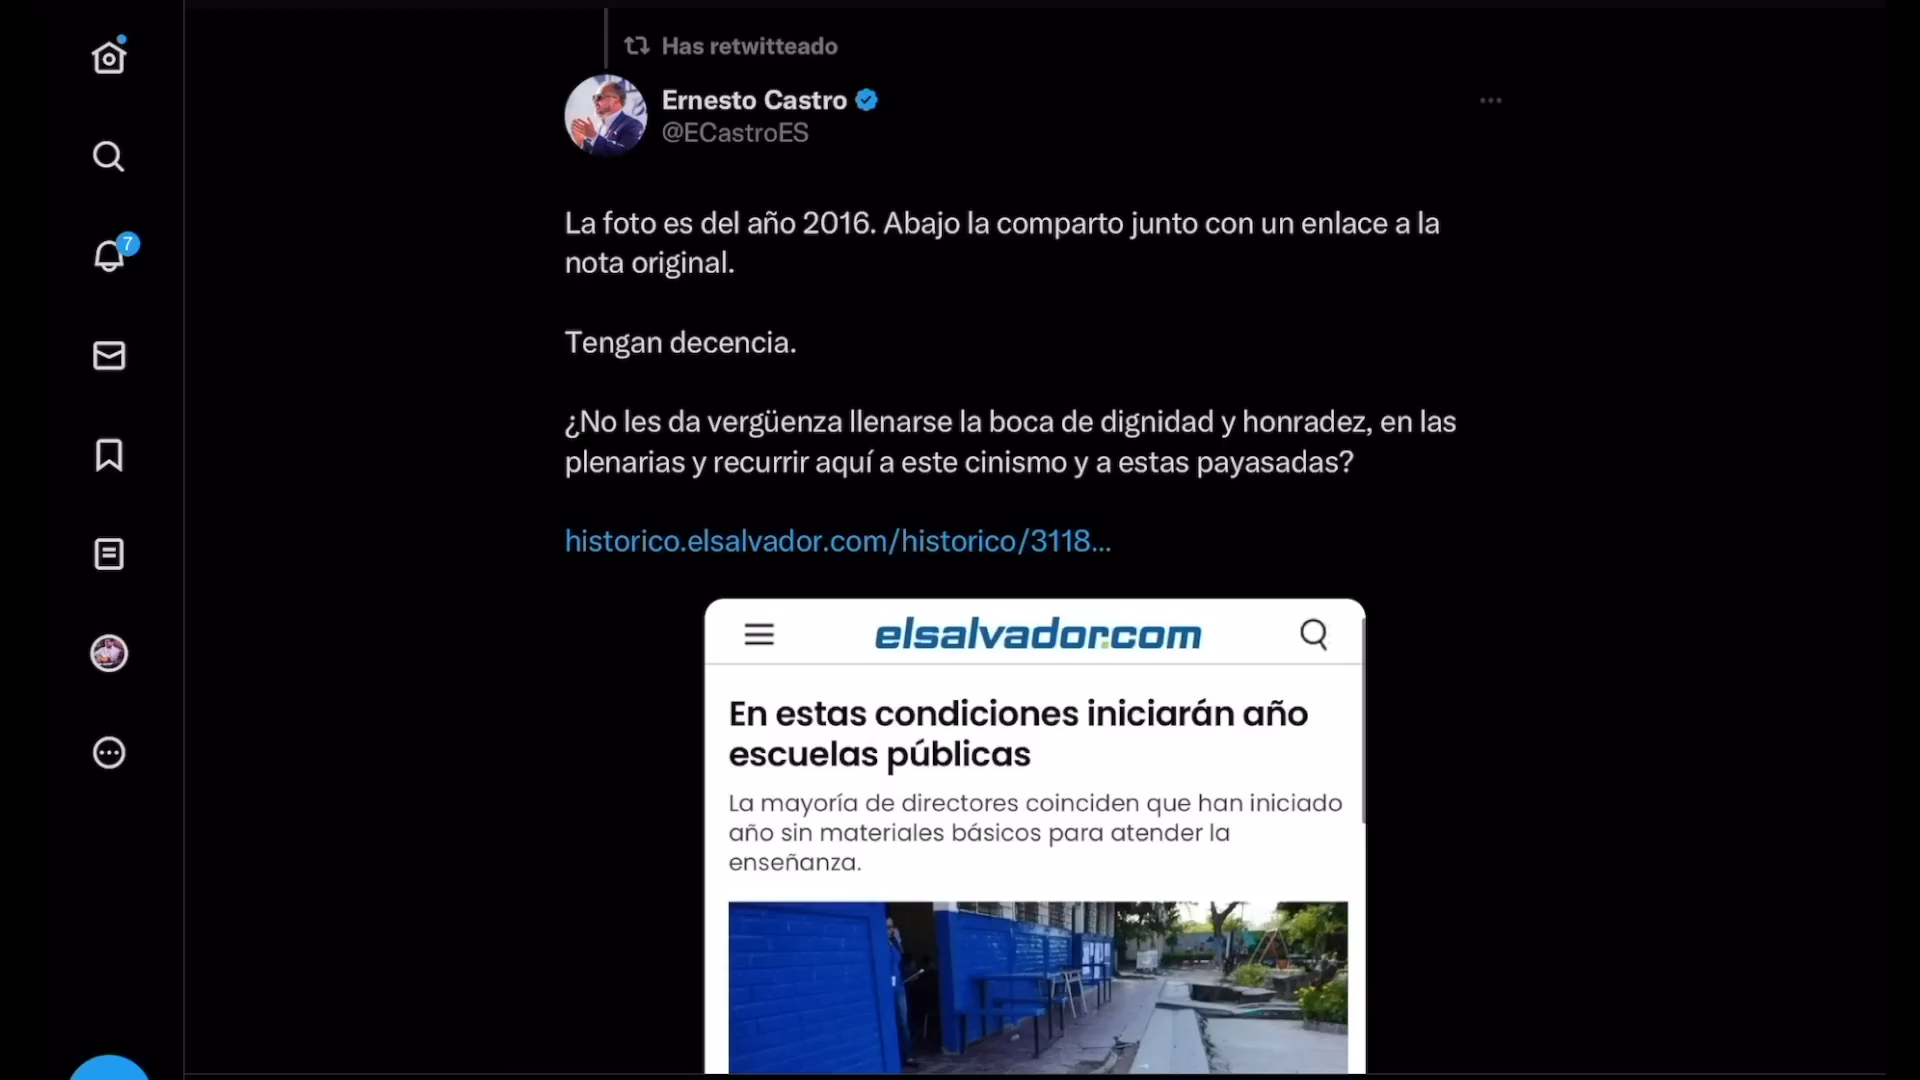 Has retwitteado
Ernesto Castro
@ECastroES
7
La foto es del año 2016. Abajo la comparto junto con un enlace a la
nota original.
Tengan decencia.
¿No les da vergüenza llenarse la boca de dignidad y honradez, en las
plenarias y recurrir aquí a este cinismo y a estas payasadas?
historico.elsalvador.com/historico/3118...
elsalvador.com
En estas condiciones iniciarán año
escuelas públicas
La mayoría de directores coinciden que han iniciado
año sin materiales básicos para atender la
enseñanza.